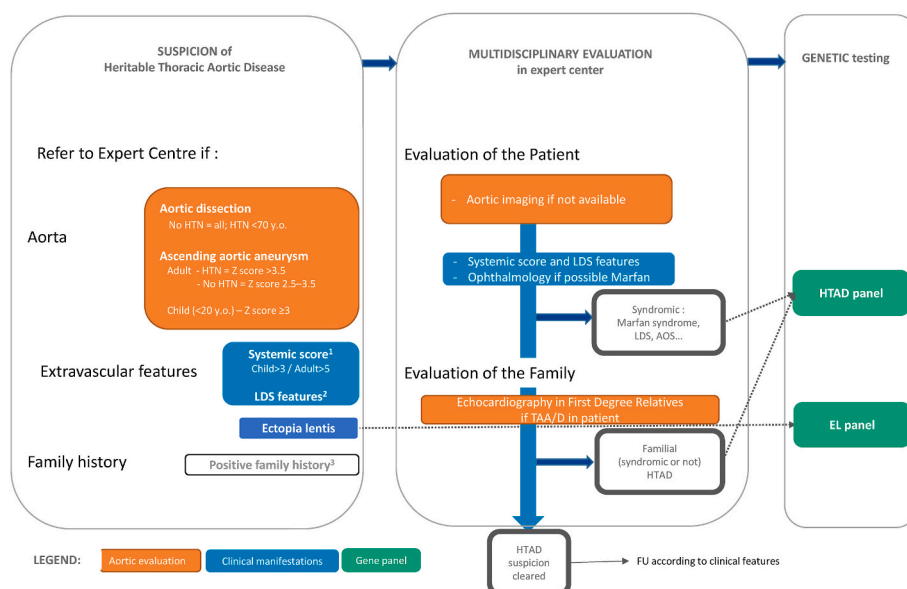 SUSPICION of
Heritable Thoracic Aortic Disease
MULTIDISCIPLINARY EVALUATION
in expert center
GENETIC testing
Refer to Expert Centre if :
Aorta
Aortic dissection
No HTN = all; HTN <70 y.o.
Ascending aortic aneurysm
Adult - HTN = Z score >3.5
- No HTN = Z score 2.5–3.5
Child (<20 y.o.) – Z score ≥3
Extravascular features
Systemic score¹
Child>3 / Adult>5
LDS features²
Ectopia lentis
Family history
Positive family history³
Evaluation of the Patient
- Aortic imaging if not available
- Systemic score and LDS features
- Ophthalmology if possible Marfan
Syndromic :
Marfan syndrome,
LDS, AOS...
Evaluation of the Family
Echocardiography in First Degree Relatives
if TAA/D in patient
Familial
(syndromic or not)
HTAD
HTAD
suspicion
cleared
FU according to clinical features
HTAD panel
EL panel
LEGEND:
Aortic evaluation
Clinical manifestations
Gene panel